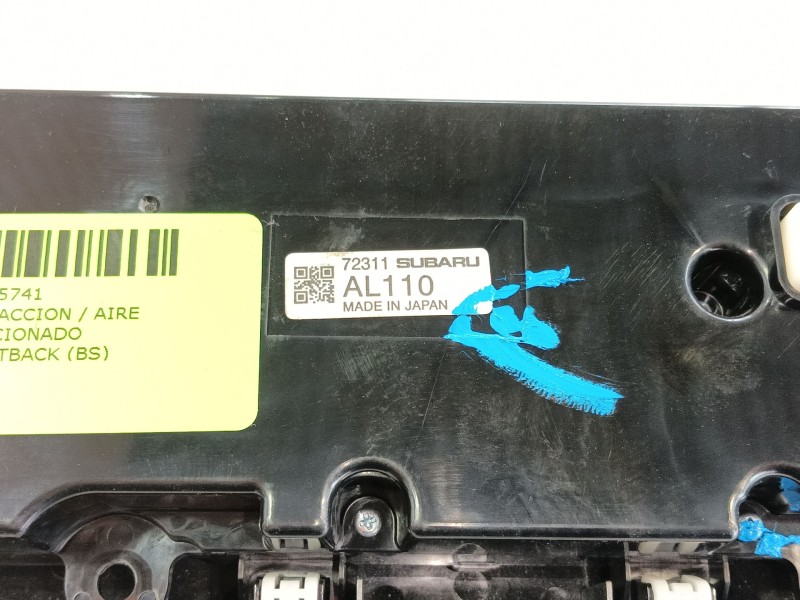 5741
ACCION / AIRE
CIONADO
TBACK (BS)
72311 SUBARU
AL110
MADE IN JAPAN